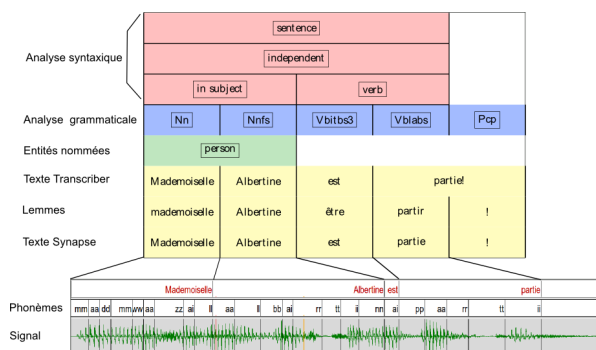 sentence
Analyse syntaxique
independent
in subject verb
Analyse grammaticale Nn Nnfs Vbitbs3 Vblabs Pcp
Entités nommées person
Texte Transcriber Mademoiselle Albertine est partie!
Lemmes mademoiselle Albertine être partir !
Texte Synapse Mademoiselle Albertine est partie !
Mademoiselle Albertine est partie
Phonèmes mm aa dd mm ww aa zz ai ll aa ll bb ai rr tt ii nn ai pp aa rr tt ii
Signal